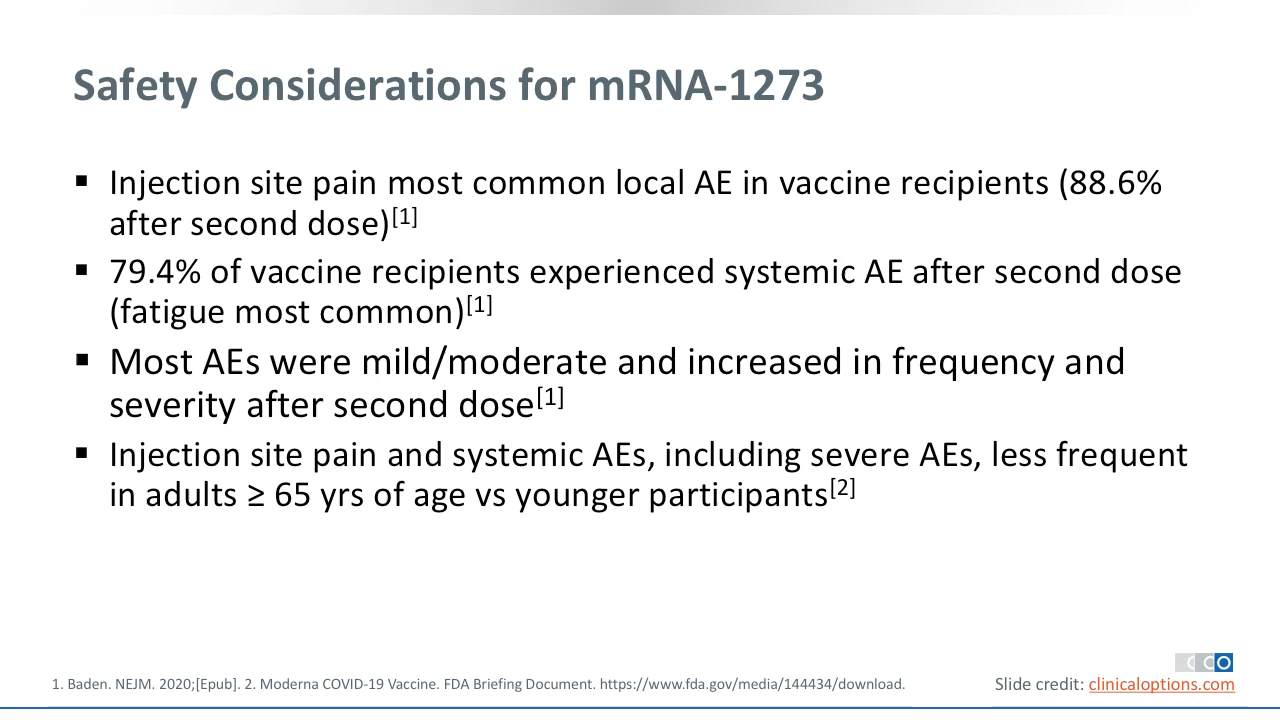 Safety Considerations for mRNA-1273
▪ Injection site pain most common local AE in vaccine recipients (88.6%
after second dose)[1]
▪ 79.4% of vaccine recipients experienced systemic AE after second dose
(fatigue most common)[1]
▪ Most AEs were mild/moderate and increased in frequency and
severity after second dose[1]
▪ Injection site pain and systemic AEs, including severe AEs, less frequent
in adults ≥ 65 yrs of age vs younger participants[2]
CCO
1. Baden. NEJM. 2020;[Epub]. 2. Moderna COVID-19 Vaccine. FDA Briefing Document. https://www.fda.gov/media/144434/download.
Slide credit: clinicaloptions.com